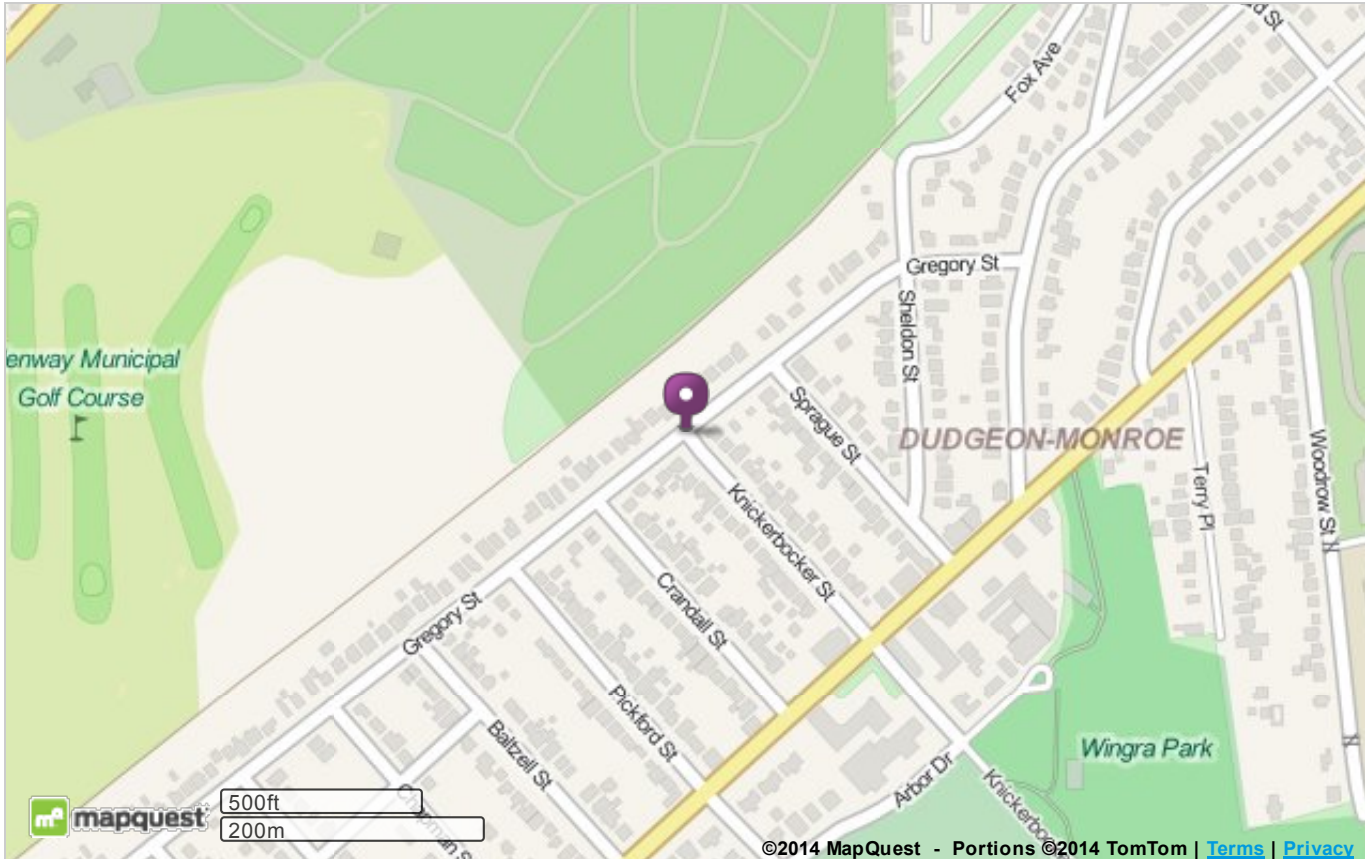 Fox Ave
d St
Gregory St
Sheldon St
enway Municipal
Golf Course
Sprague St
DUDGEON-MONROE
Terry Pl
Woodrow St N
Knickerbocker St
Crandall St
Gregory St
Pickford St
Baltzell St
Wingra Park
Arbor Dr
N
Knickerbo
mapquest
500ft
200m
©2014 MapQuest - Portions ©2014 TomTom | Terms | Privacy